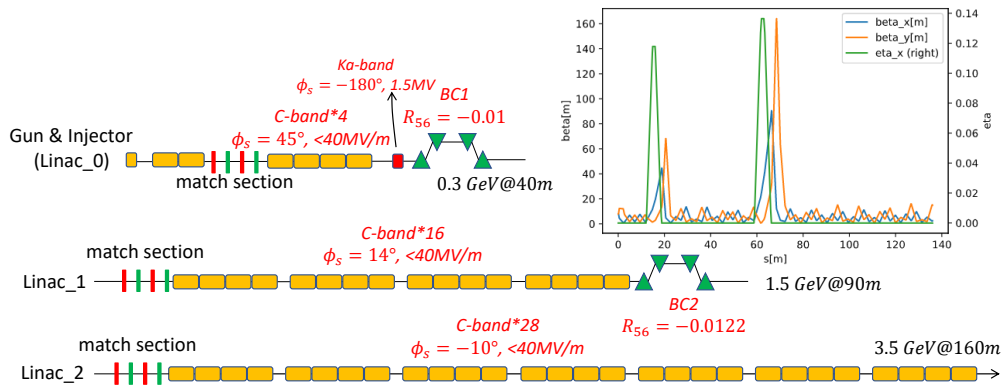 Ka-band
ϕs = −180°, 1.5MV
C-band*4
ϕs = 45°, <40MV/m
BC1
R56 = −0.01
Gun & Injector
(Linac_0)
match section
0.3 GeV@40m
beta_x[m]
beta_y[m]
eta_x (right)
beta[m]
160
140
120
100
80
60
40
20
0
0.14
0.12
0.10
0.08
0.06
0.04
0.02
0.00
eta
0 20 40 60 80 100 120 140
s[m]
match section
C-band*16
ϕs = 14°, <40MV/m
Linac_1
1.5 GeV@90m
BC2
R56 = −0.0122
match section
C-band*28
ϕs = −10°, <40MV/m
3.5 GeV@160m
Linac_2